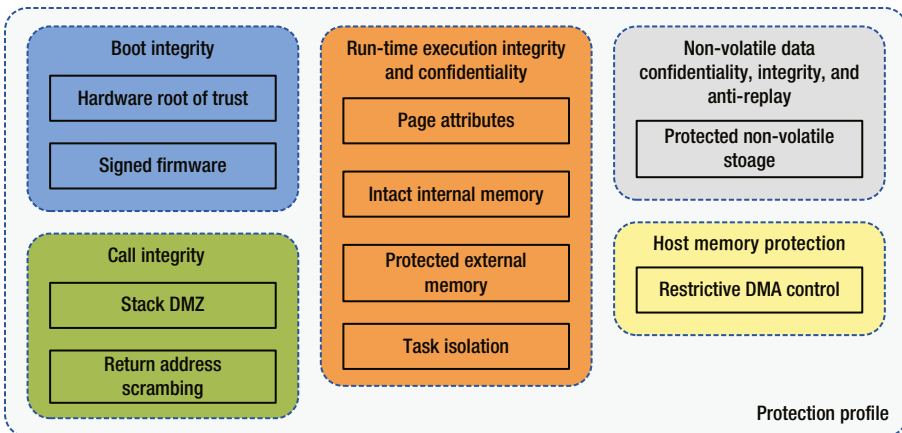 Boot integrity
Hardware root of trust
Signed firmware
Call integrity
Stack DMZ
Return address
scrambing
Run-time execution integrity
and confidentiality
Page attributes
Intact internal memory
Protected external
memory
Task isolation
Non-volatile data
confidentiality, integrity, and
anti-replay
Protected non-volatile
stoage
Host memory protection
Restrictive DMA control
Protection profile